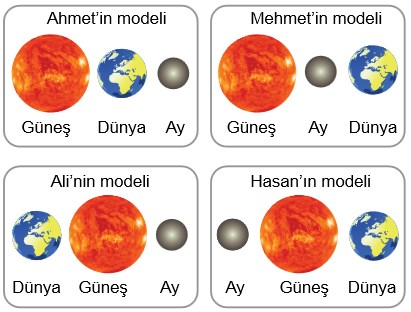 Ahmet'in modeli
Güneş Dünya Ay
Mehmet'in modeli
Güneş Ay Dünya
Ali'nin modeli
Dünya Güneş Ay
Hasan'ın modeli
Ay Güneş Dünya